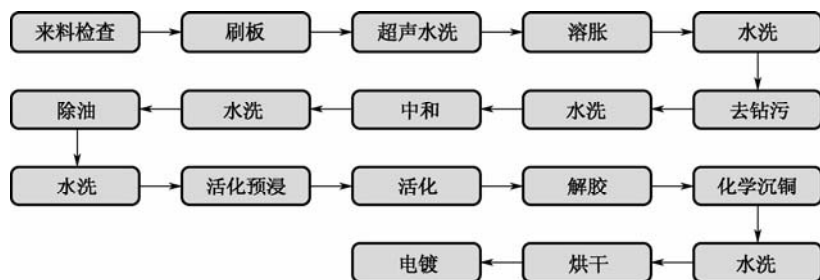 来料检查 刷板 超声水洗 溶胀 水洗
除油 水洗 中和 水洗 去钻污
水洗 活化预浸 活化 解胶 化学沉铜
电镀 烘干 水洗